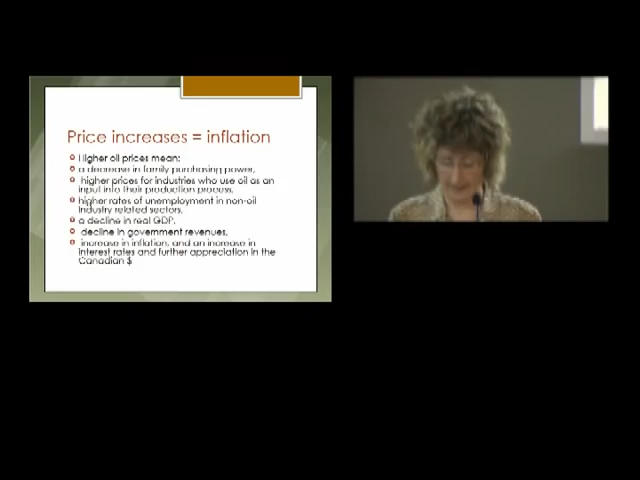 Price increases = inflation
Higher oil prices mean:
a decrease in family purchasing power,
higher prices for industries who use oil as an
input into their production process,
higher rates of unemployment in non-oil
industry related sectors,
a decline in real GDP,
decline in government revenues,
increase in inflation, and an increase in
interest rates and further appreciation in the
Canadian $